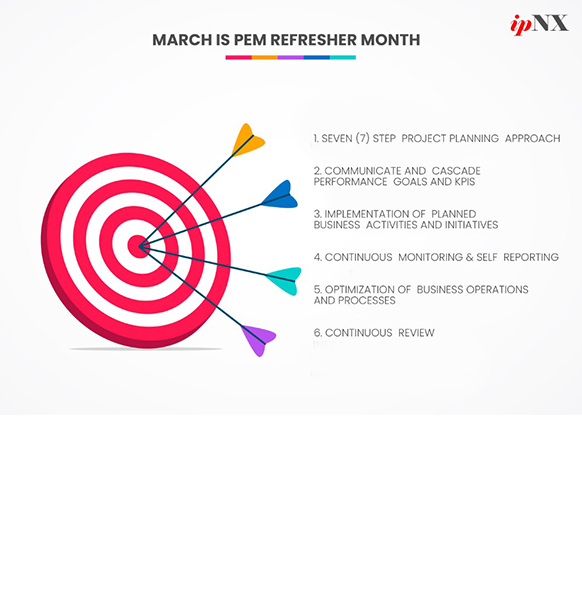 ipNX
MARCH IS PEM REFRESHER MONTH
1. SEVEN (7) STEP PROJECT PLANNING APPROACH
2. COMMUNICATE AND CASCADE
PERFORMANCE GOALS AND KPIS
3. IMPLEMENTATION OF PLANNED
BUSINESS ACTIVITIES AND INITIATIVES
4. CONTINUOUS MONITORING & SELF REPORTING
5. OPTIMIZATION OF BUSINESS OPERATIONS
AND PROCESSES
6. CONTINUOUS REVIEW